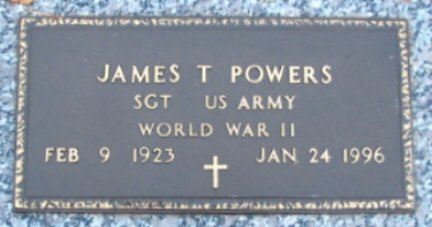 JAMES T POWERS
SGT US ARMY
WORLD WAR II
FEB 9 1923 JAN 24 1996